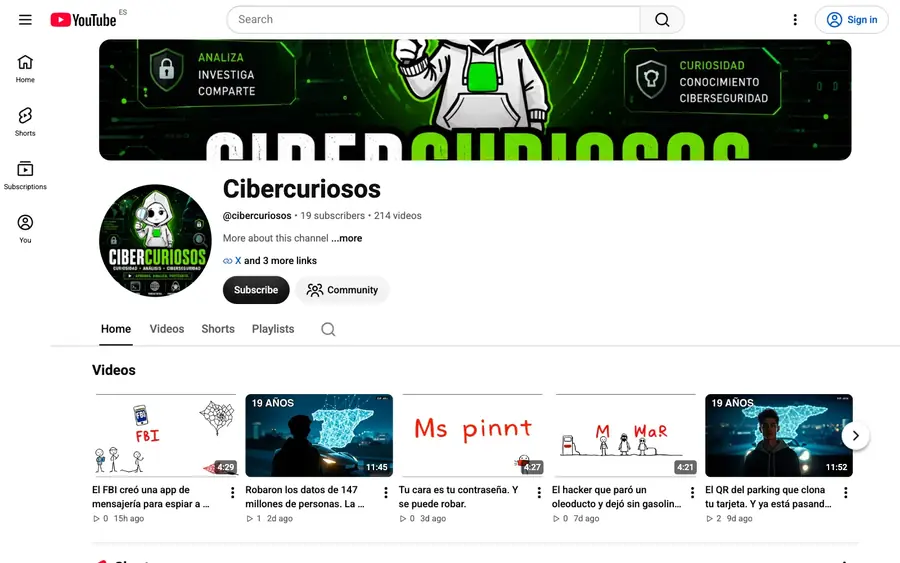 YouTube ES
Search
Sign in
Home
Shorts
Subscriptions
You
ANALIZA
INVESTIGA
COMPARTE
CURIOSIDAD
CONOCIMIENTO
CIBERSEGURIDAD
CIBERCURIOSOS
CIBERCURIOSOS
CURIOSIDAD • ANÁLISIS • CIBERSEGURIDAD
Cibercuriosos
@cibercuriosos • 19 subscribers • 214 videos
More about this channel ...more
X and 3 more links
Subscribe
Community
Home
Videos
Shorts
Playlists
Videos
FBI
FBI
4:29
19 AÑOS
11:45
Ms pinnt
4:27
M WaR
4:21
19 AÑOS
11:52
El FBI creó una app de
mensajería para espiar a ...
0 15h ago
Robaron los datos de 147
millones de personas. La ...
1 2d ago
Tu cara es tu contraseña. Y
se puede robar.
0 3d ago
El hacker que paró un
oleoducto y dejó sin gasolin...
0 7d ago
El QR del parking que clona
tu tarjeta. Y ya está pasand...
2 9d ago